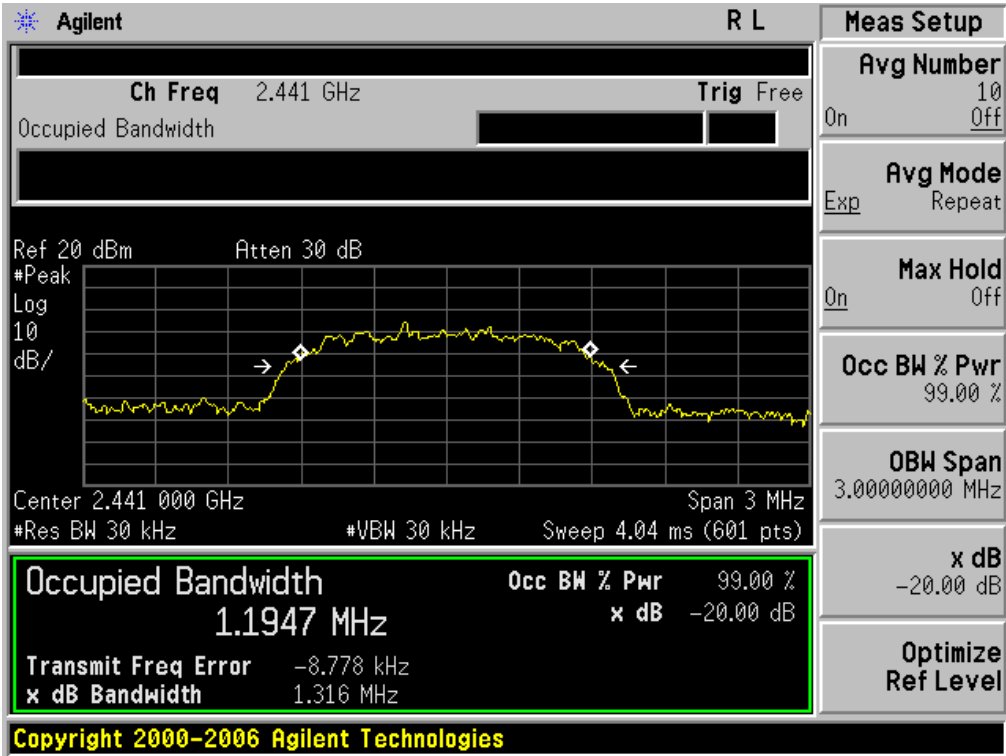 Agilent R L
Ch Freq 2.441 GHz Trig Free
Occupied Bandwidth
Ref 20 dBm Atten 30 dB
#Peak
Log
10
dB/
Center 2.441 000 GHz Span 3 MHz
#Res BW 30 kHz #VBW 30 kHz Sweep 4.04 ms (601 pts)
Occupied Bandwidth Occ BW % Pwr 99.00 %
1.1947 MHz x dB -20.00 dB
Transmit Freq Error -8.778 kHz
x dB Bandwidth 1.316 MHz
Copyright 2000-2006 Agilent Technologies
Meas Setup
Avg Number
10
On Off
Avg Mode
Exp Repeat
Max Hold
On Off
Occ BW % Pwr
99.00 %
OBW Span
3.00000000 MHz
x dB
-20.00 dB
Optimize
Ref Level